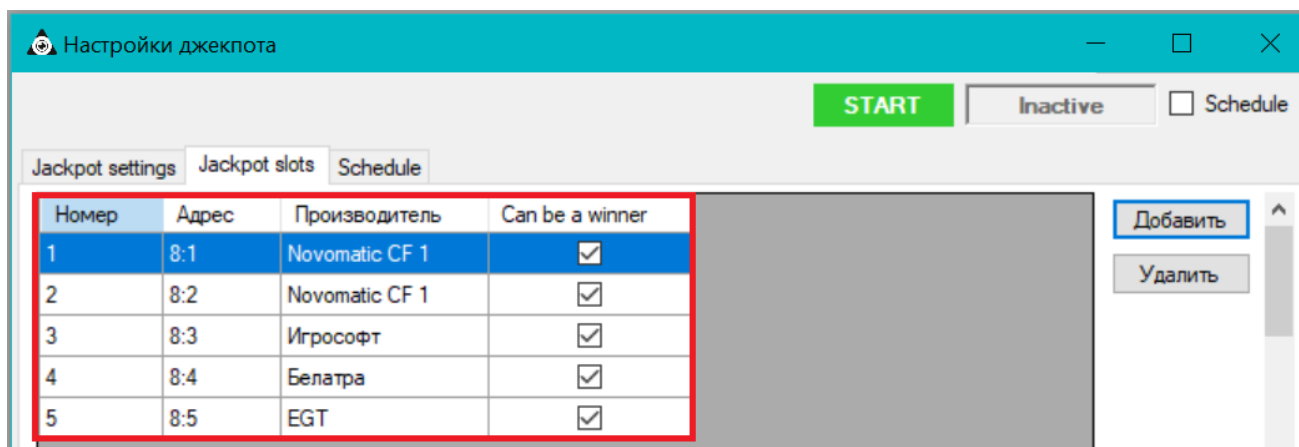 Настройки джекпота
START Inactive Schedule
Jackpot settings Jackpot slots Schedule
Номер Адрес Производитель Can be a winner
Добавить
1 8:1 Novomatic CF 1
Удалить
2 8:2 Novomatic CF 1
3 8:3 Игрософт
4 8:4 Белатра
5 8:5 EGT